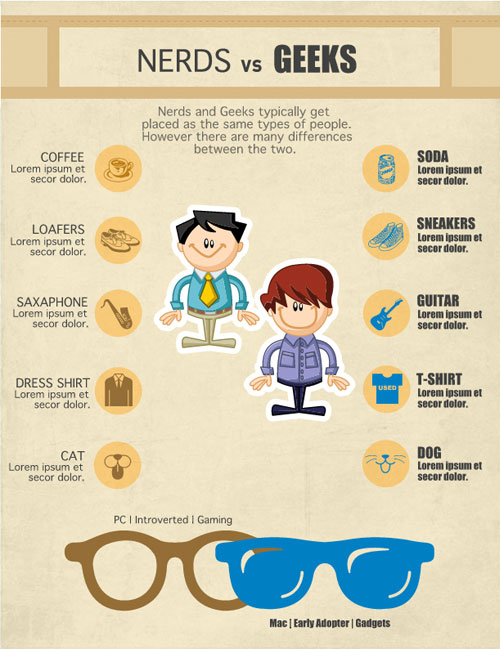 NERDS vs GEEKS
Nerds and Geeks typically get
placed as the same types of people.
However there are many differences
between the two.
COFFEE
Lorem ipsum et
secor dolor.
LOAFERS
Lorem ipsum et
secor dolor.
SAXAPHONE
Lorem ipsum et
secor dolor.
DRESS SHIRT
Lorem ipsum et
secor dolor.
CAT
Lorem ipsum et
secor dolor.
SODA
Lorem ipsum et
secor dolor.
SNEAKERS
Lorem ipsum et
secor dolor.
GUITAR
Lorem ipsum et
secor dolor.
T-SHIRT
Lorem ipsum et
secor dolor.
USED
DOG
Lorem ipsum et
secor dolor.
PC | Introverted | Gaming
Mac | Early Adopter | Gadgets